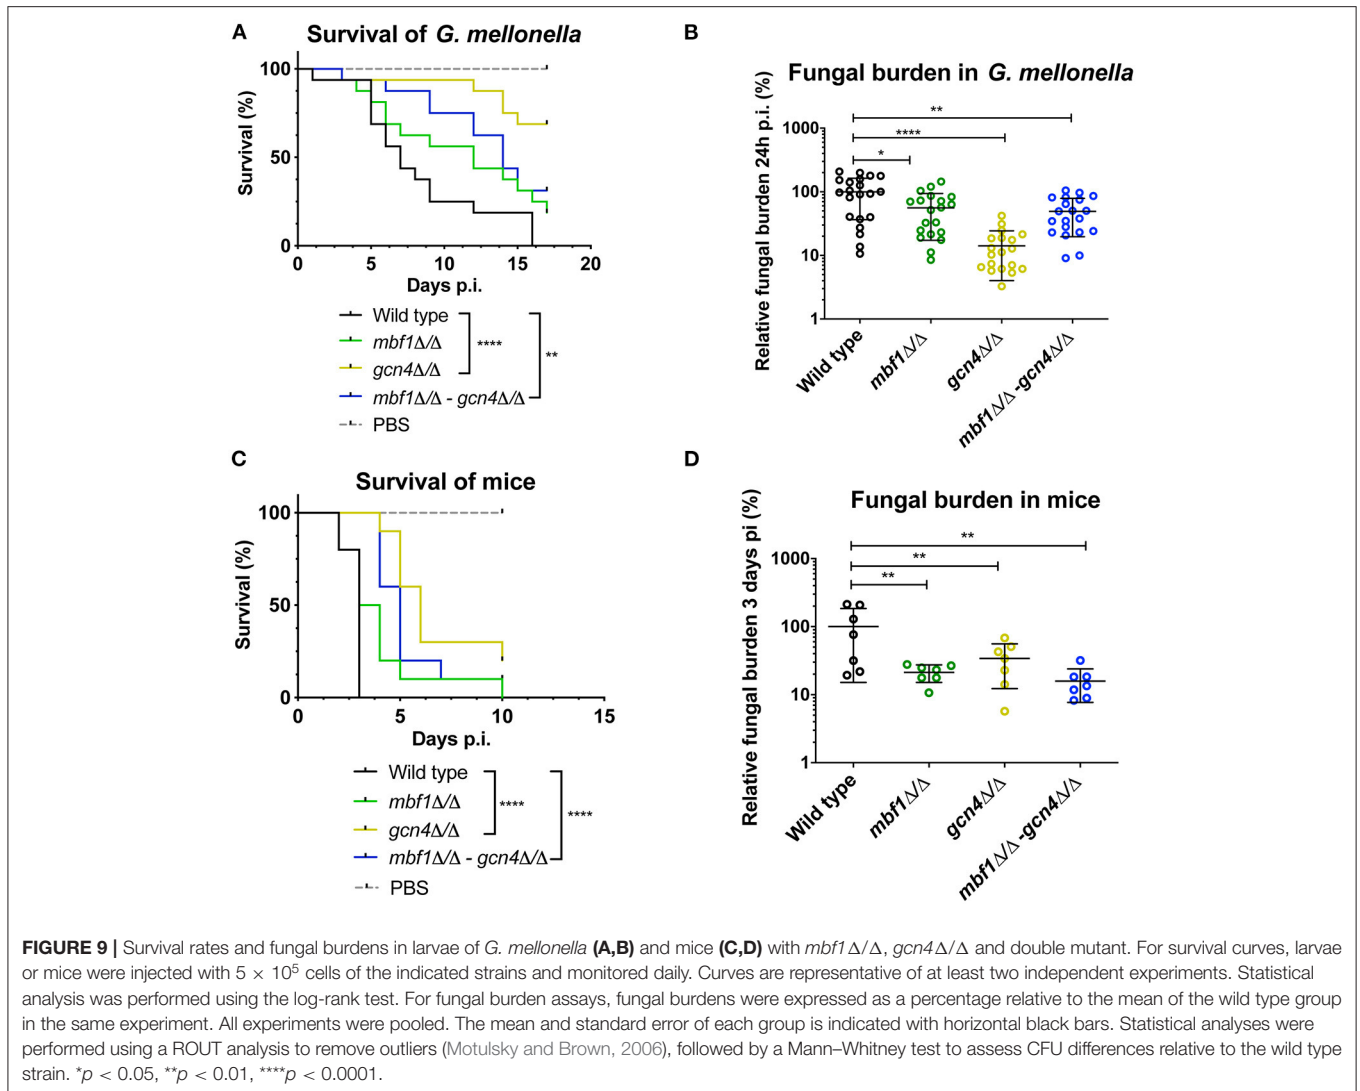 A
Survival of G. mellonella
Survival (%)
100
50
0
0 5 10 15 20
Days p.i.
Wild type
mbf1Δ/Δ
gcn4Δ/Δ
mbf1Δ/Δ - gcn4Δ/Δ
PBS
****
**
B
Fungal burden in G. mellonella
Relative fungal burden 24h p.i. (%)
**
****
*
1000
100
10
1
Wild type
mbf1Δ/Δ
gcn4Δ/Δ
mbf1Δ/Δ -gcn4Δ/Δ
C
Survival of mice
Survival (%)
100
50
0
0 5 10 15
Days p.i.
Wild type
mbf1Δ/Δ
gcn4Δ/Δ
mbf1Δ/Δ - gcn4Δ/Δ
PBS
****
****
D
Fungal burden in mice
Relative fungal burden 3 days pi (%)
**
**
**
1000
100
10
1
Wild type
mbf1Δ/Δ
gcn4Δ/Δ
mbf1Δ/Δ -gcn4Δ/Δ
FIGURE 9 | Survival rates and fungal burdens in larvae of G. mellonella (A,B) and mice (C,D) with mbf1Δ/Δ, gcn4Δ/Δ and double mutant. For survival curves, larvae
or mice were injected with 5 × 10⁵ cells of the indicated strains and monitored daily. Curves are representative of at least two independent experiments. Statistical
analysis was performed using the log-rank test. For fungal burden assays, fungal burdens were expressed as a percentage relative to the mean of the wild type group
in the same experiment. All experiments were pooled. The mean and standard error of each group is indicated with horizontal black bars. Statistical analyses were
performed using a ROUT analysis to remove outliers (Motulsky and Brown, 2006), followed by a Mann–Whitney test to assess CFU differences relative to the wild type
strain. *p < 0.05, **p < 0.01, ****p < 0.0001.